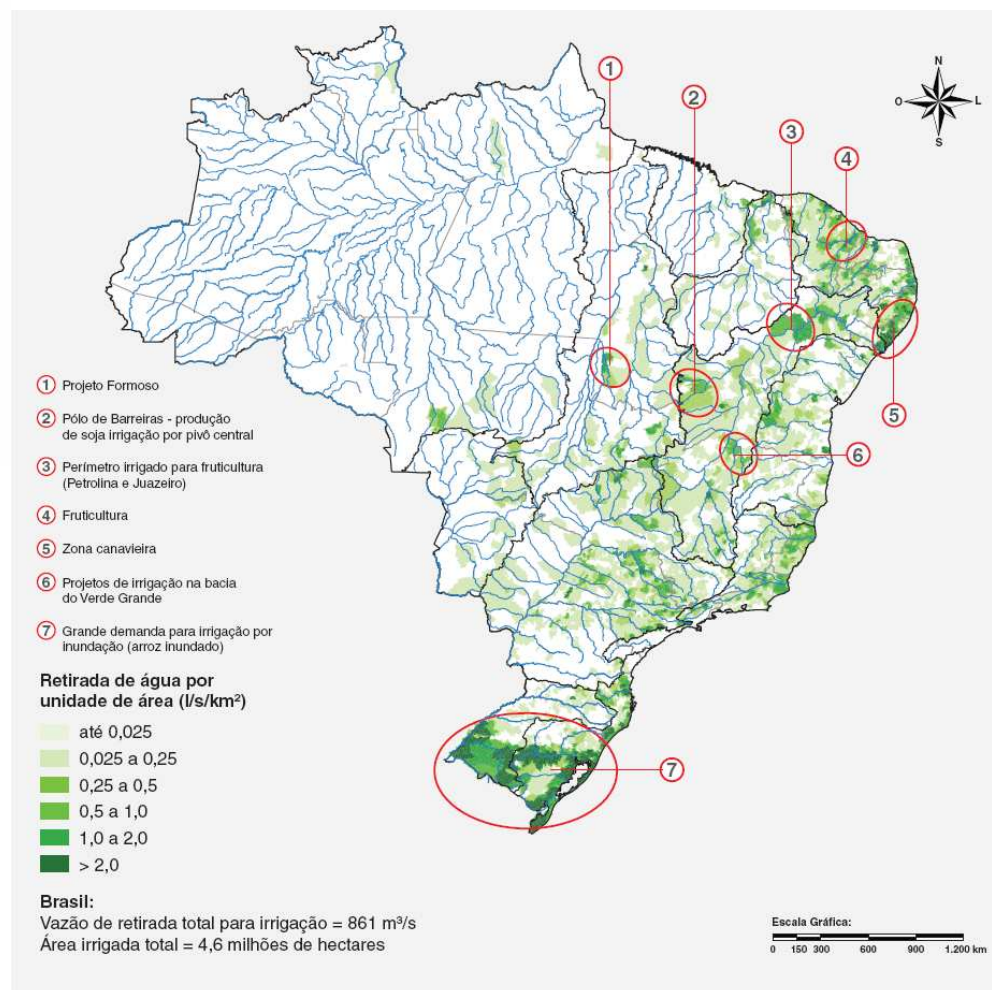 1
2
3
4
5
6
7
N
O
L
S
1 Projeto Formoso
2 Pólo de Barreiras - produção
de soja irrigação por pivô central
3 Perímetro irrigado para fruticultura
(Petrolina e Juazeiro)
4 Fruticultura
5 Zona canavieira
6 Projetos de irrigação na bacia
do Verde Grande
7 Grande demanda para irrigação por
inundação (arroz inundado)
Retirada de água por
unidade de área (l/s/km²)
até 0,025
0,025 a 0,25
0,25 a 0,5
0,5 a 1,0
1,0 a 2,0
> 2,0
Brasil:
Vazão de retirada total para irrigação = 861 m³/s
Área irrigada total = 4,6 milhões de hectares
Escala Gráfica:
0 150 300 600 900 1.200 km